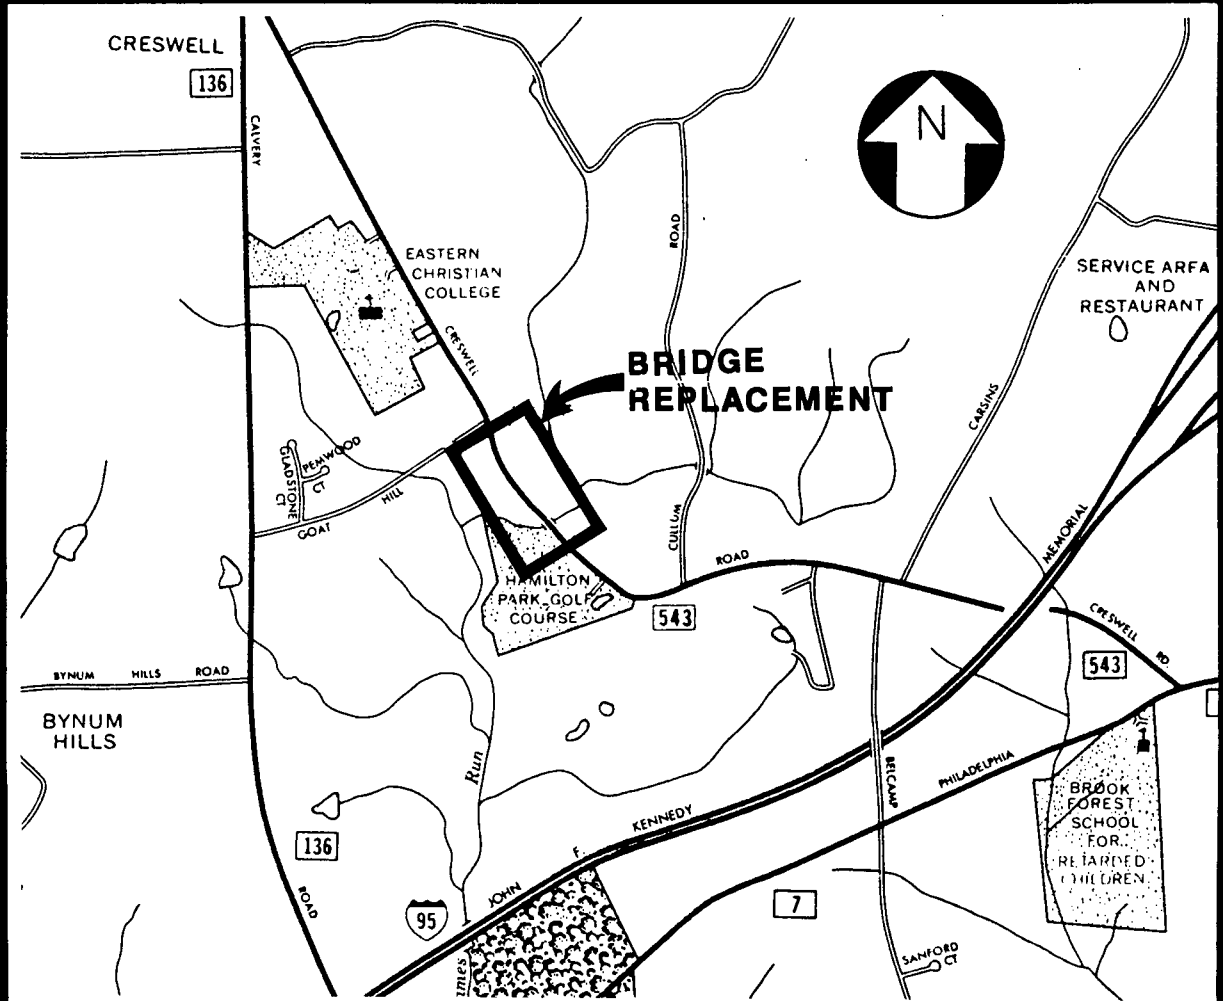 CRESWELL
136
CALVERY
N
ROAD
EASTERN
CHRISTIAN
COLLEGE
SERVICE AREA
AND
RESTAURANT
CRESWELL
BRIDGE
REPLACEMENT
CARSINS
PEMWOOD
CT
GLADSTONE
CT
GOAT HILL
CULLUM
ROAD
MEMORIAL
HAMILTON
PARK GOLF
COURSE
543
CRESWELL RD.
543
BYNUM HILLS ROAD
BYNUM
HILLS
Run
BELCAMP
PHILADELPHIA
BROOK
FOREST
SCHOOL
FOR
RETARDED
CHILDREN
136
ROAD
JOHN F. KENNEDY
95
7
SANFORD
CT